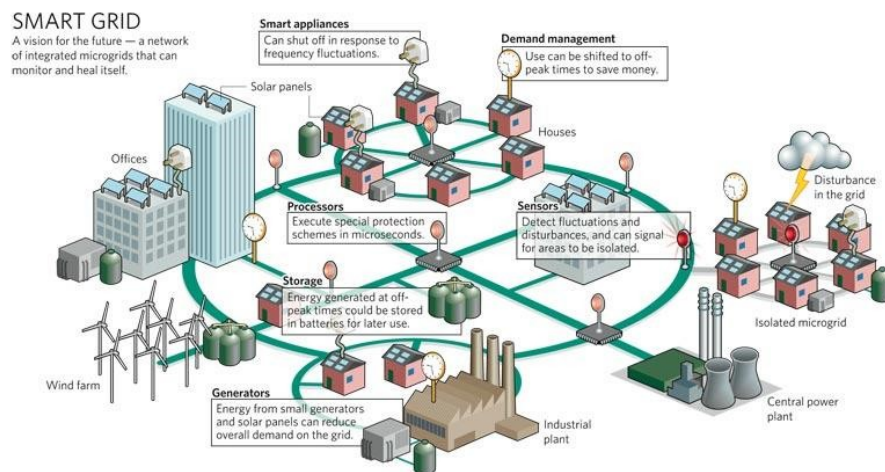 SMART GRID
A vision for the future — a network
of integrated microgrids that can
monitor and heal itself.
Smart appliances
Can shut off in response to
frequency fluctuations.
Demand management
Use can be shifted to off-
peak times to save money.
Solar panels
Houses
Offices
Disturbance
in the grid
Processors
Execute special protection
schemes in microseconds.
Sensors
Detect fluctuations and
disturbances, and can signal
for areas to be isolated.
Storage
Energy generated at off-
peak times could be stored
in batteries for later use.
Isolated microgrid
Wind farm
Generators
Energy from small generators
and solar panels can reduce
overall demand on the grid.
Industrial
plant
Central power
plant